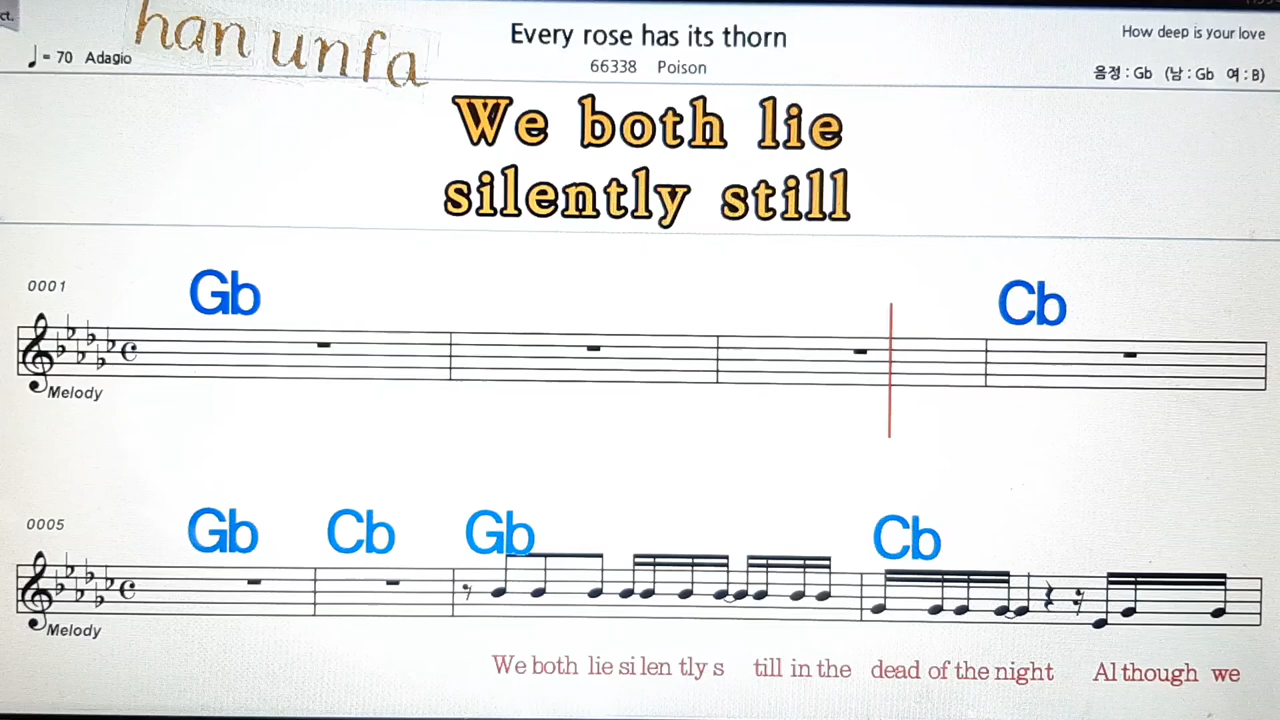 ct.
han unfa
♩ = 70 Adagio
Every rose has its thorn
66338 Poison
How deep is your love
음정 : Gb (남 : Gb 여 : B)
We both lie
silently still
0001
Gb
Cb
Melody
0005
Gb Cb Gb Cb
Melody
We both lie si len tly s till in the dead of the night Al though we